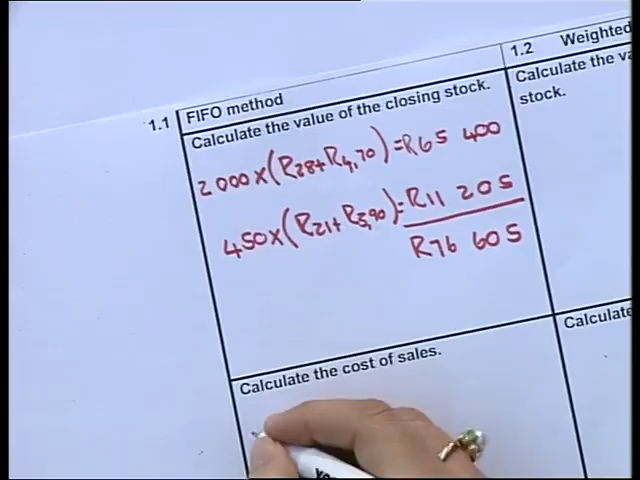 1.1 FIFO method
Calculate the value of the closing stock.
2 000 x (R28+R4,70) = R65 400
450 x (R21+R3,90) = R11 205
R76 605
Calculate the cost of sales.
1.2 Weighted
Calculate the va
stock.
Calculate